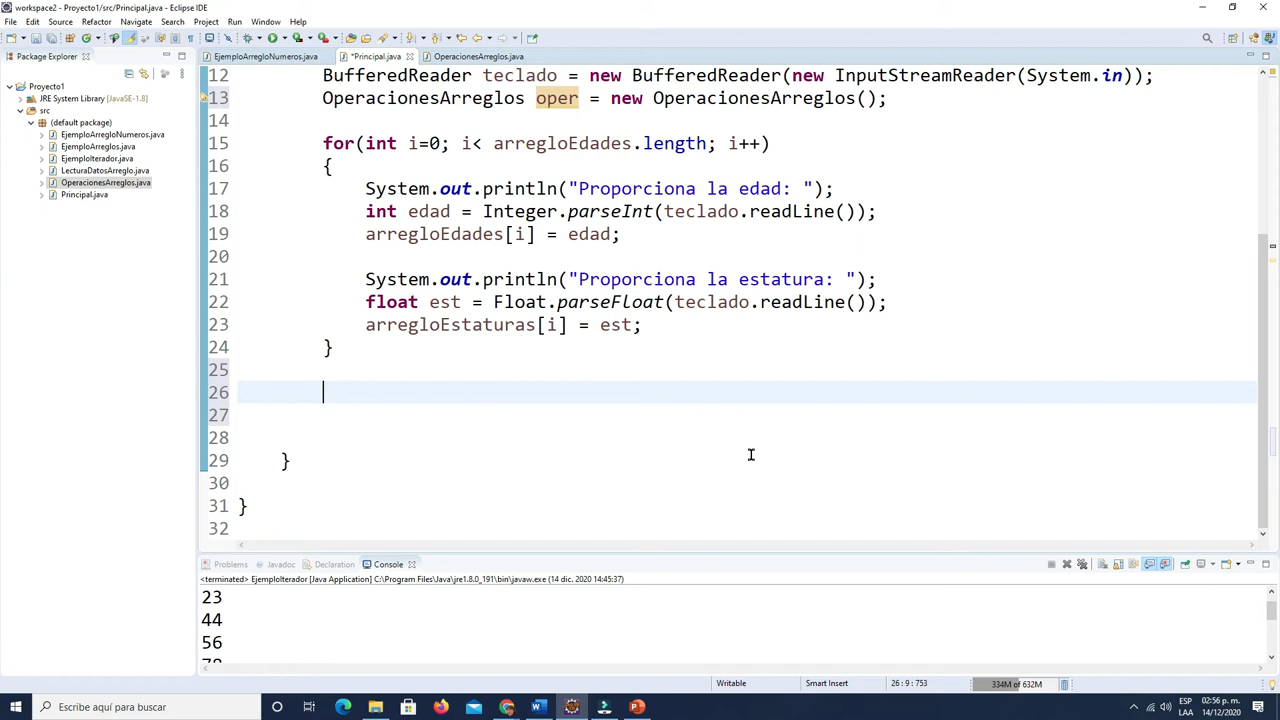 workspace2 - Proyecto1/src/Principal.java - Eclipse IDE
File Edit Source Refactor Navigate Search Project Run Window Help
Package Explorer
EjemploArregloNumeros.java
*Principal.java
OperacionesArreglos.java
Proyecto1
JRE System Library [JavaSE-1.8]
src
(default package)
EjemploArregloNumeros.java
EjemploArreglos.java
EjemploIterador.java
LecturaDatosArreglo.java
OperacionesArreglos.java
Principal.java
12 BufferedReader teclado = new BufferedReader(new InputStreamReader(System.in));
13 OperacionesArreglos oper = new OperacionesArreglos();
14
15 for(int i=0; i< arregloEdades.length; i++)
16 {
17 System.out.println("Proporciona la edad: ");
18 int edad = Integer.parseInt(teclado.readLine());
19 arregloEdades[i] = edad;
20
21 System.out.println("Proporciona la estatura: ");
22 float est = Float.parseFloat(teclado.readLine());
23 arregloEstaturas[i] = est;
24 }
25
26
27
28
29 }
30
31 }
32
Problems Javadoc Declaration Console
<terminated> EjemploIterador [Java Application] C:\Program Files\Java\jre1.8.0_191\bin\javaw.exe (14 dic. 2020 14:45:37)
23
44
56
78
Writable Smart Insert 26 : 9 : 753 334M of 632M
Escribe aquí para buscar
ESP 02:56 p. m.
LAA 14/12/2020